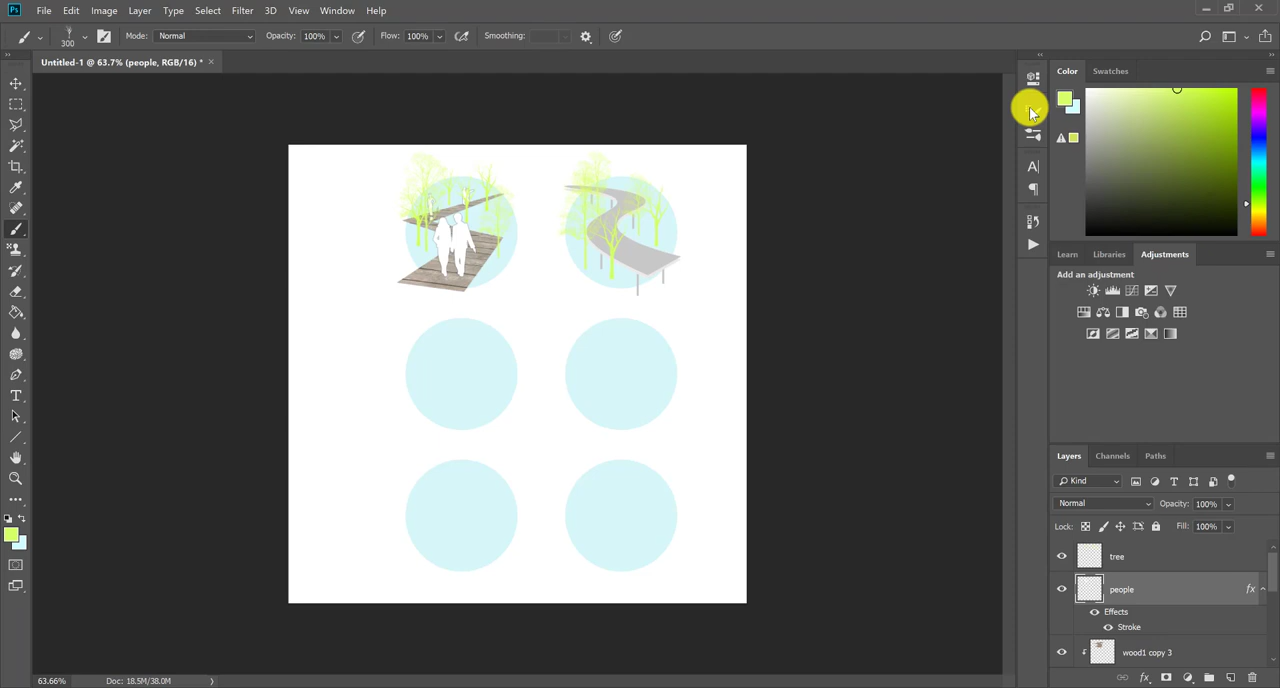 Ps File Edit Image Layer Type Select Filter 3D View Window Help
300 Mode: Normal Opacity: 100% Flow: 100% Smoothing:
Untitled-1 @ 63.7% (people, RGB/16) * ×
Color Swatches
Learn Libraries Adjustments
Add an adjustment
Layers Channels Paths
Kind
Normal Opacity: 100%
Lock: Fill: 100%
tree
people fx
Effects
Stroke
wood1 copy 3
63.66% Doc: 18.5M/38.0M